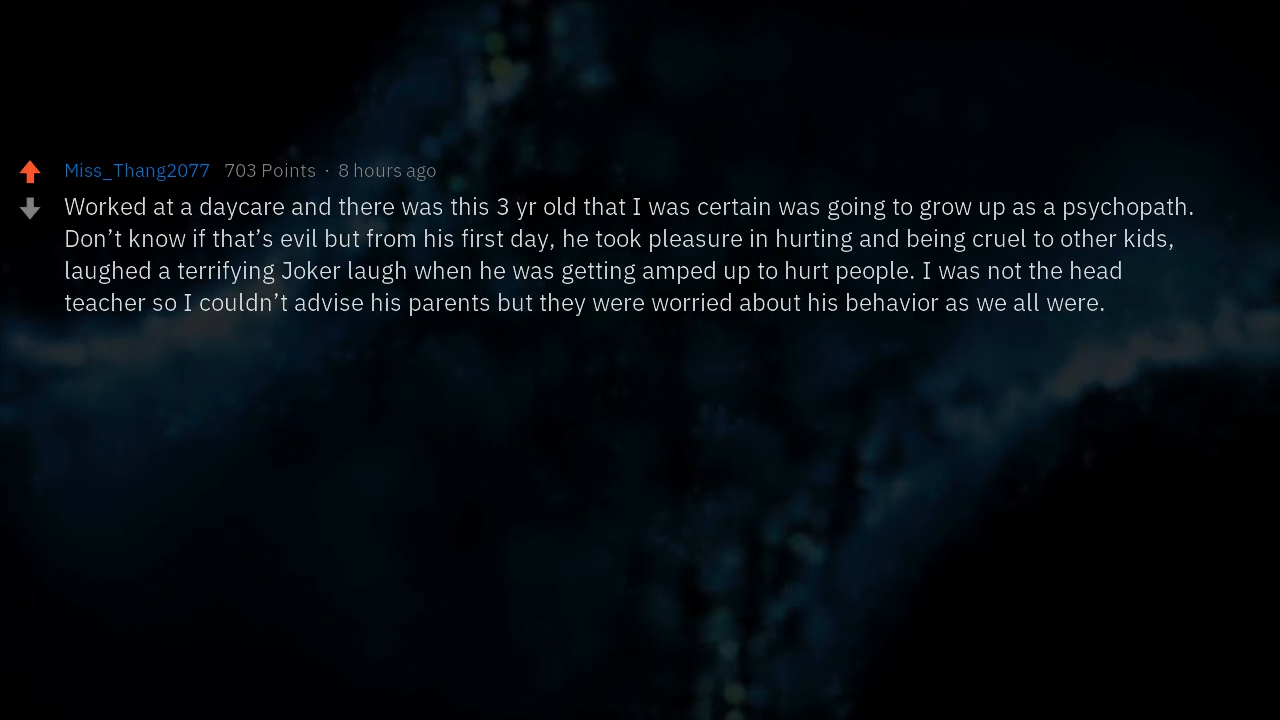 Miss_Thang2077 703 Points · 8 hours ago
Worked at a daycare and there was this 3 yr old that I was certain was going to grow up as a psychopath.
Don’t know if that’s evil but from his first day, he took pleasure in hurting and being cruel to other kids,
laughed a terrifying Joker laugh when he was getting amped up to hurt people. I was not the head
teacher so I couldn’t advise his parents but they were worried about his behavior as we all were.